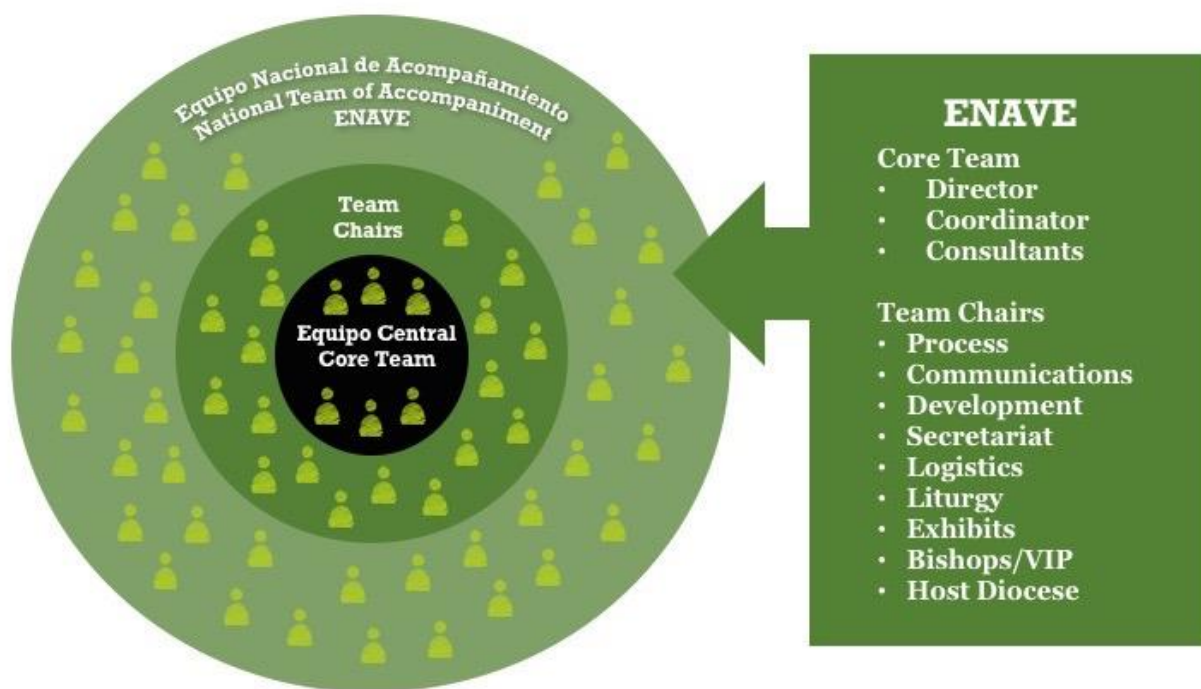 Equipo Nacional de Acompañamiento
National Team of Accompaniment
ENAVE
Team
Chairs
Equipo Central
Core Team
ENAVE
Core Team
• Director
• Coordinator
• Consultants
Team Chairs
• Process
• Communications
• Development
• Secretariat
• Logistics
• Liturgy
• Exhibits
• Bishops/VIP
• Host Diocese